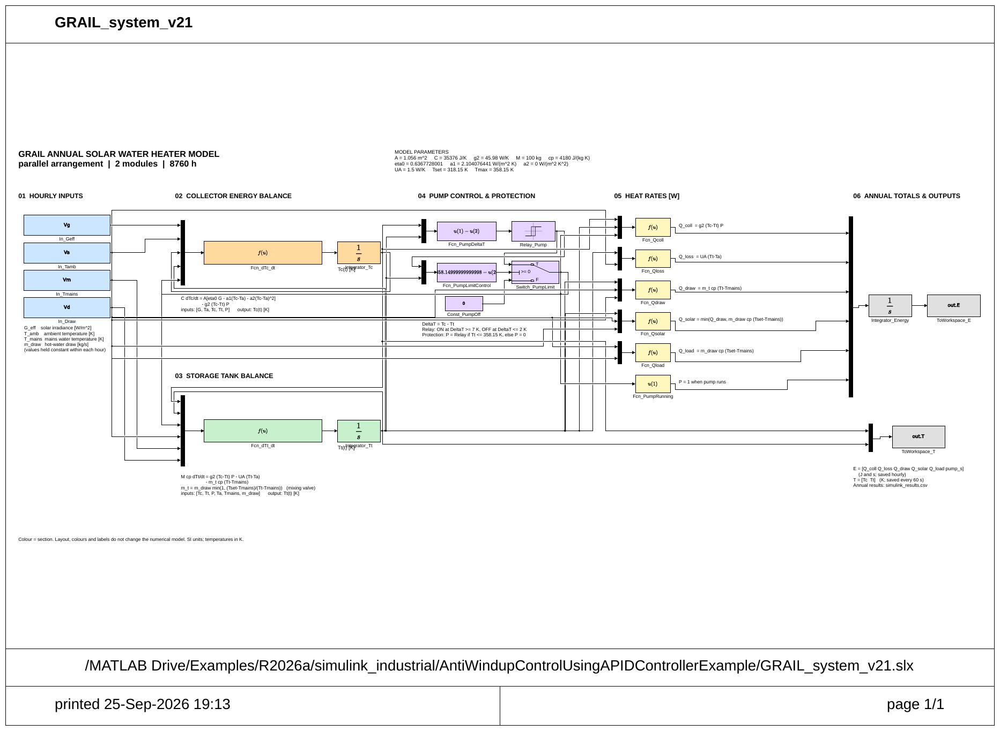 GRAIL_system_v21
GRAIL ANNUAL SOLAR WATER HEATER MODEL
parallel arrangement | 2 modules | 8760 h
MODEL PARAMETERS
A = 1.056 m^2 C = 35376 J/K g2 = 45.98 W/K M = 100 kg cp = 4180 J/(kg K)
eta0 = 0.6367728001 a1 = 2.104076441 W/(m^2 K) a2 = 0 W/(m^2 K^2)
UA = 1.5 W/K Tset = 318.15 K Tmax = 358.15 K
01 HOURLY INPUTS
Vg
In_Geff
Va
In_Tamb
Vm
In_Tmains
Vd
In_Draw
G_eff solar irradiance [W/m^2]
T_amb ambient temperature [K]
T_mains mains water temperature [K]
m_draw hot-water draw [kg/s]
(values held constant within each hour)
02 COLLECTOR ENERGY BALANCE
f(u)
Fcn_dTc_dt
1
s
Integrator_Tc
Tc(t) [K]
C dTc/dt = A[eta0 G - a1(Tc-Ta) - a2(Tc-Ta)^2]
- g2 (Tc-Tt) P
inputs: [G, Ta, Tc, Tt, P] output: Tc(t) [K]
03 STORAGE TANK BALANCE
f(u)
Fcn_dTt_dt
1
s
Integrator_Tt
Tt(t) [K]
M cp dTt/dt = g2 (Tc-Tt) P - UA (Tt-Ta)
- m_t cp (Tt-Tmains)
m_t = m_draw min(1, (Tset-Tmains)/(Tt-Tmains)) (mixing valve)
inputs: [Tc, Tt, P, Ta, Tmains, m_draw] output: Tt(t) [K]
04 PUMP CONTROL & PROTECTION
u(1) − u(2)
Fcn_PumpDeltaT
Relay_Pump
58.14999999999998 − u(2
Fcn_PumpLimitControl
T
>= 0
F
Switch_PumpLimit
0
Const_PumpOff
DeltaT = Tc - Tt
Relay: ON at DeltaT >= 7 K, OFF at DeltaT <= 2 K
Protection: P = Relay if Tt <= 358.15 K, else P = 0
05 HEAT RATES [W]
f(u)
Fcn_Qcoll
Q_coll = g2 (Tc-Tt) P
f(u)
Fcn_Qloss
Q_loss = UA (Tt-Ta)
f(u)
Fcn_Qdraw
Q_draw = m_t cp (Tt-Tmains)
f(u)
Fcn_Qsolar
Q_solar = min(Q_draw, m_draw cp (Tset-Tmains))
f(u)
Fcn_Qload
Q_load = m_draw cp (Tset-Tmains)
u(1)
Fcn_PumpRunning
P = 1 when pump runs
06 ANNUAL TOTALS & OUTPUTS
1
s
Integrator_Energy
out.E
ToWorkspace_E
out.T
ToWorkspace_T
E = [Q_coll Q_loss Q_draw Q_solar Q_load pump_s]
(J and s; saved hourly)
T = [Tc Tt] (K; saved every 60 s)
Annual results: simulink_results.csv
Colour = section. Layout, colours and labels do not change the numerical model. SI units; temperatures in K.
/MATLAB Drive/Examples/R2026a/simulink_industrial/AntiWindupControlUsingAPIDControllerExample/GRAIL_system_v21.slx
printed 25-Sep-2026 19:13
page 1/1